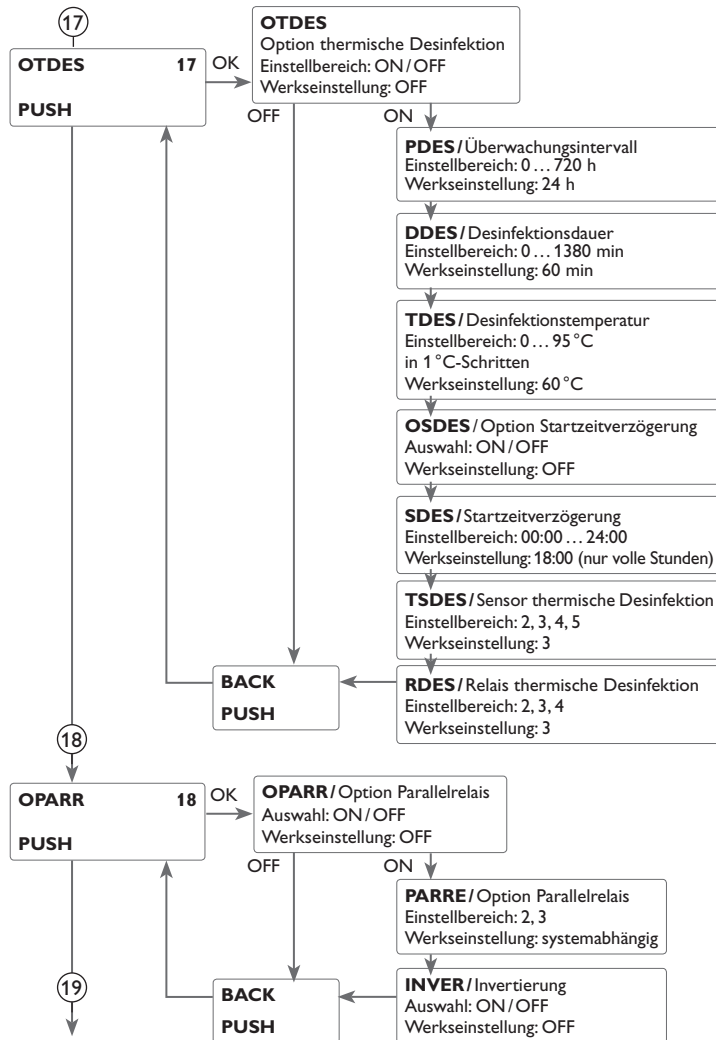 17
OTDES 17
PUSH
OK
OTDES
Option thermische Desinfektion
Einstellbereich: ON / OFF
Werkseinstellung: OFF
OFF
ON
PDES / Überwachungsintervall
Einstellbereich: 0 … 720 h
Werkseinstellung: 24 h
DDES / Desinfektionsdauer
Einstellbereich: 0 … 1380 min
Werkseinstellung: 60 min
TDES / Desinfektionstemperatur
Einstellbereich: 0 … 95 °C
in 1 °C-Schritten
Werkseinstellung: 60 °C
OSDES / Option Startzeitverzögerung
Auswahl: ON / OFF
Werkseinstellung: OFF
SDES / Startzeitverzögerung
Einstellbereich: 00:00 … 24:00
Werkseinstellung: 18:00 (nur volle Stunden)
TSDES / Sensor thermische Desinfektion
Einstellbereich: 2, 3, 4, 5
Werkseinstellung: 3
RDES / Relais thermische Desinfektion
Einstellbereich: 2, 3, 4
Werkseinstellung: 3
BACK
PUSH
18
OPARR 18
PUSH
OK
OPARR / Option Parallelrelais
Auswahl: ON / OFF
Werkseinstellung: OFF
OFF
ON
PARRE / Option Parallelrelais
Einstellbereich: 2, 3
Werkseinstellung: systemabhängig
INVER / Invertierung
Auswahl: ON / OFF
Werkseinstellung: OFF
BACK
PUSH
19